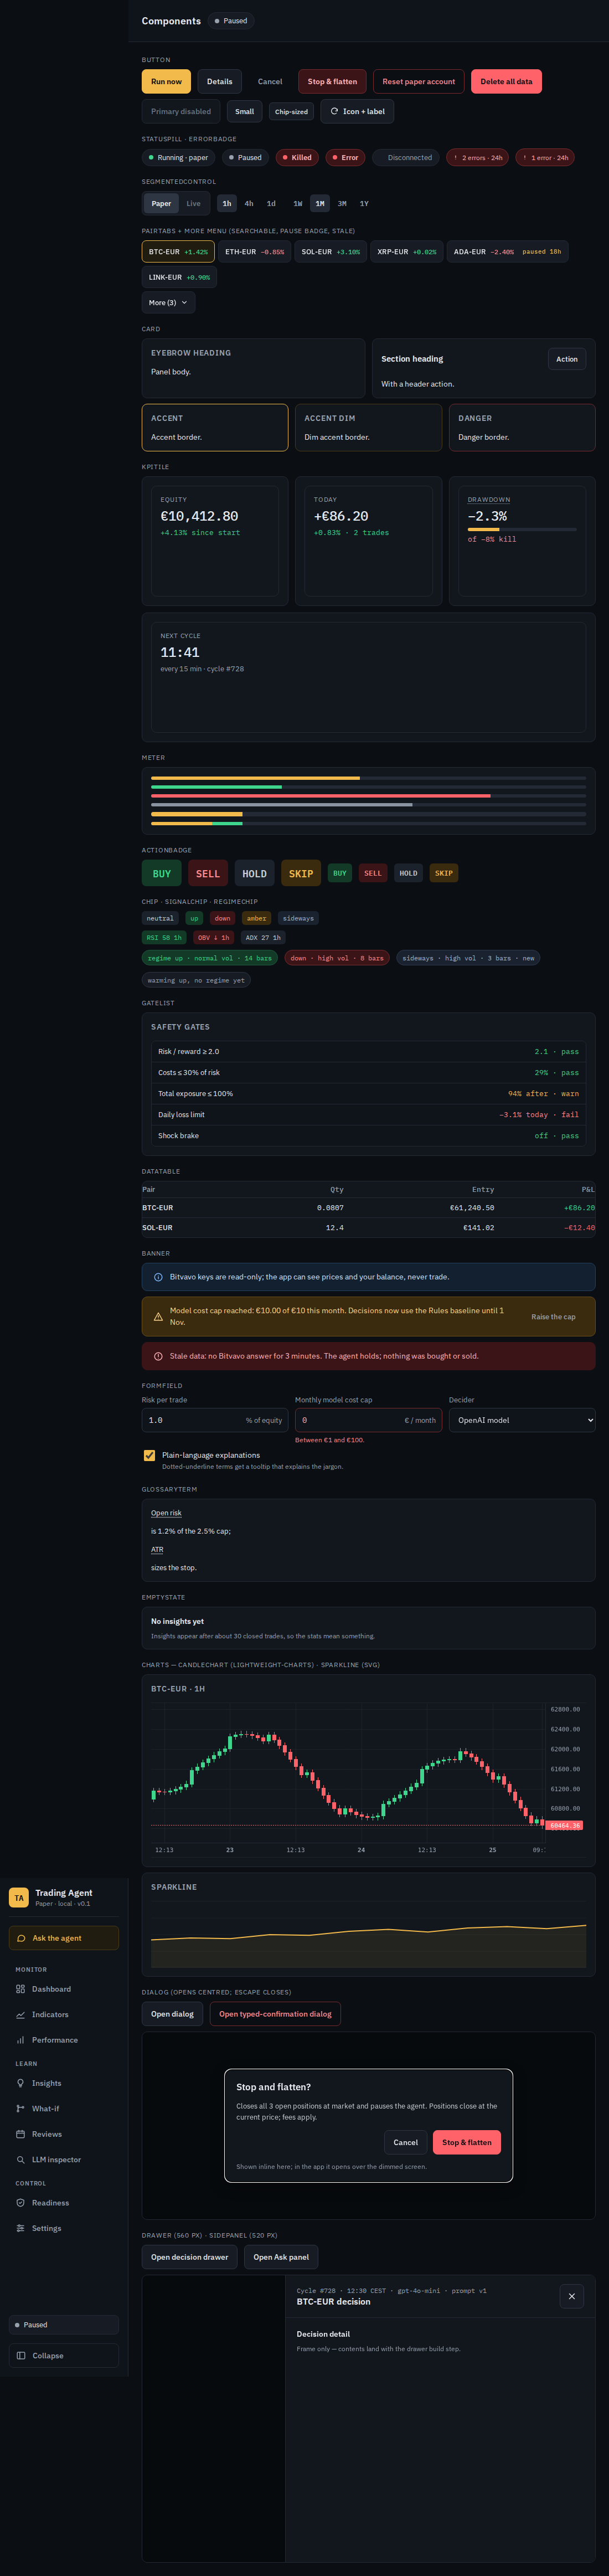 Components
Paused
BUTTON
Run now
Details
Cancel
Stop & flatten
Reset paper account
Delete all data
Primary disabled
Small
Chip-sized
Icon + label
STATUSPILL · ERRORBADGE
Running · paper
Paused
Killed
Error
Disconnected
! 2 errors · 24h
! 1 error · 24h
SEGMENTEDCONTROL
Paper Live
1h 4h 1d
1W 1M 3M 1Y
PAIRTABS + MORE MENU (SEARCHABLE, PAUSE BADGE, STALE)
BTC-EUR +1.42%
ETH-EUR −0.85%
SOL-EUR +3.10%
XRP-EUR +0.02%
ADA-EUR −2.40% paused 18h
LINK-EUR +0.90%
More (3)
CARD
EYEBROW HEADING
Panel body.
Section heading
Action
With a header action.
ACCENT
Accent border.
ACCENT DIM
Dim accent border.
DANGER
Danger border.
KPITILE
EQUITY
€10,412.80
+4.13% since start
TODAY
+€86.20
+0.83% · 2 trades
DRAWDOWN
−2.3%
of −8% kill
NEXT CYCLE
11:41
every 15 min · cycle #728
METER
ACTIONBADGE
BUY SELL HOLD SKIP BUY SELL HOLD SKIP
CHIP · SIGNALCHIP · REGIMECHIP
neutral up down amber sideways
RSI 58 1h OBV ↓ 1h ADX 27 1h
regime up · normal vol · 14 bars
down · high vol · 8 bars
sideways · high vol · 3 bars · new
warming up, no regime yet
GATELIST
SAFETY GATES
Risk / reward ≥ 2.0 2.1 · pass
Costs ≤ 30% of risk 29% · pass
Total exposure ≤ 100% 94% after · warn
Daily loss limit −3.1% today · fail
Shock brake off · pass
DATATABLE
Pair Qty Entry P&L
BTC-EUR 0.0807 €61,240.50 +€86.20
SOL-EUR 12.4 €141.02 −€12.40
BANNER
Bitvavo keys are read-only; the app can see prices and your balance, never trade.
Model cost cap reached: €10.00 of €10 this month. Decisions now use the Rules baseline until 1
Nov.
Raise the cap
Stale data: no Bitvavo answer for 3 minutes. The agent holds; nothing was bought or sold.
FORMFIELD
Risk per trade
1.0 % of equity
Monthly model cost cap
0 € / month
Between €1 and €100.
Decider
OpenAI model
Plain-language explanations
Dotted-underline terms get a tooltip that explains the jargon.
GLOSSARYTERM
Open risk
is 1.2% of the 2.5% cap;
ATR
sizes the stop.
EMPTYSTATE
No insights yet
Insights appear after about 30 closed trades, so the stats mean something.
CHARTS — CANDLECHART (LIGHTWEIGHT-CHARTS) · SPARKLINE (SVG)
BTC-EUR · 1H
62800.00
62400.00
62000.00
61600.00
61200.00
60800.00
60464.36
12:13 23 12:13 24 12:13 25 09:
SPARKLINE
TA
Trading Agent
Paper · local · v0.1
Ask the agent
MONITOR
Dashboard
Indicators
Performance
LEARN
Insights
What-if
Reviews
LLM inspector
CONTROL
Readiness
Settings
Paused
Collapse
DIALOG (OPENS CENTRED; ESCAPE CLOSES)
Open dialog
Open typed-confirmation dialog
Stop and flatten?
Closes all 3 open positions at market and pauses the agent. Positions close at the
current price; fees apply.
Cancel
Stop & flatten
Shown inline here; in the app it opens over the dimmed screen.
DRAWER (560 PX) · SIDEPANEL (520 PX)
Open decision drawer
Open Ask panel
Cycle #728 · 12:30 CEST · gpt-4o-mini · prompt v1
BTC-EUR decision
Decision detail
Frame only — contents land with the drawer build step.